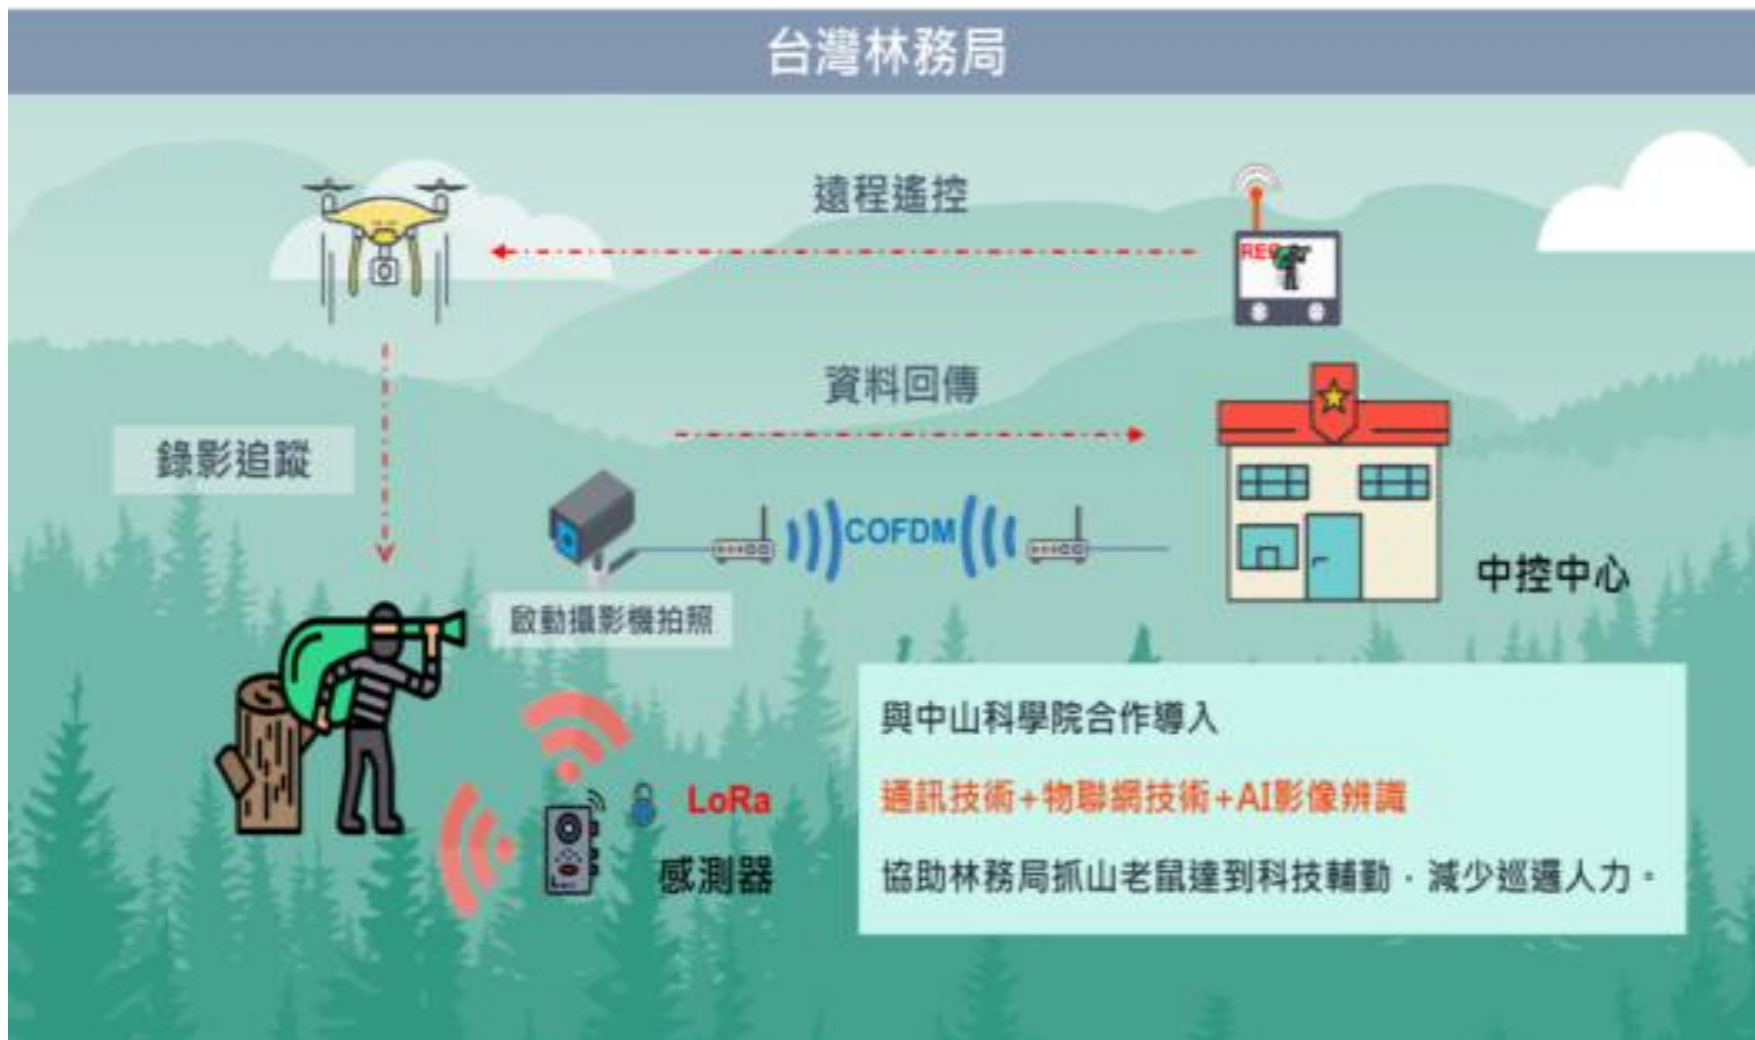 台灣林務局
遠程遙控
REC
資料回傳
錄影追蹤
COFDM
中控中心
啟動攝影機拍照
與中山科學院合作導入
通訊技術+物聯網技術+AI影像辨識
協助林務局抓山老鼠達到科技輔勤，減少巡邏人力。
LoRa
感測器